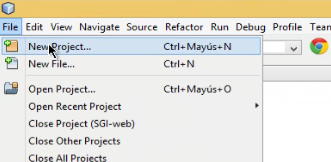 File Edit View Navigate Source Refactor Run Debug Profile Team
New Project... Ctrl+Mayús+N
New File... Ctrl+N
Open Project... Ctrl+Mayús+O
Open Recent Project
Close Project (SGI-web)
Close Other Projects
Close All Projects